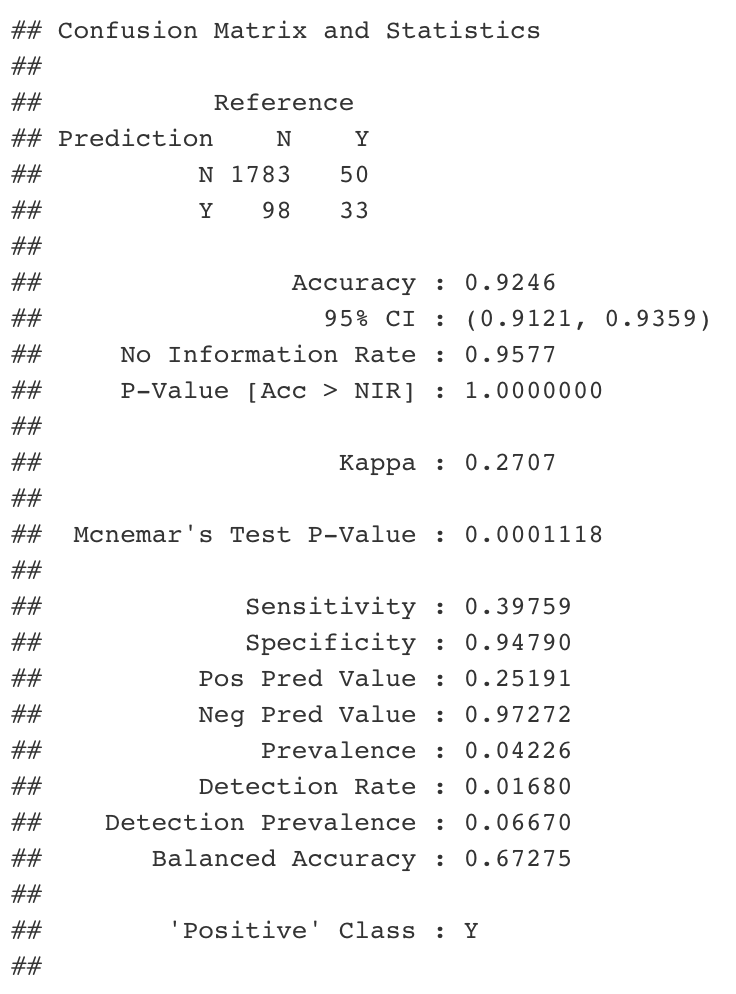 ## Confusion Matrix and Statistics
##
##           Reference
## Prediction    N    Y
##          N 1783   50
##          Y   98   33
##
##                Accuracy : 0.9246
##                  95% CI : (0.9121, 0.9359)
##     No Information Rate : 0.9577
##     P-Value [Acc > NIR] : 1.0000000
##
##                   Kappa : 0.2707
##
##  Mcnemar's Test P-Value : 0.0001118
##
##             Sensitivity : 0.39759
##             Specificity : 0.94790
##          Pos Pred Value : 0.25191
##          Neg Pred Value : 0.97272
##              Prevalence : 0.04226
##          Detection Rate : 0.01680
##    Detection Prevalence : 0.06670
##       Balanced Accuracy : 0.67275
##
##        'Positive' Class : Y
##